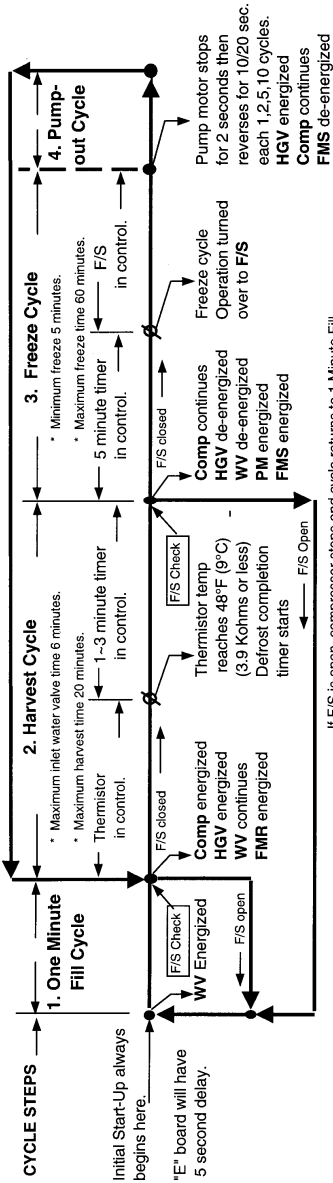 CYCLE STEPS
1. One Minute
Fill Cycle
2. Harvest Cycle
* Maximum inlet water valve time 6 minutes.
* Maximum harvest time 20 minutes.
Thermistor
in control.
1~3 minute timer
in control.
3. Freeze Cycle
* Minimum freeze 5 minutes.
* Maximum freeze time 60 minutes.
5 minute timer
in control.
F/S
in control.
4. Pump-
out Cycle
Initial Start-Up always
begins here.
"E" board will have
5 second delay.
F/S Check
WV Energized
F/S open
F/S closed
Comp energized
HGV energized
WV continues
FMR energized
Thermistor temp
reaches 48°F (9°C)
(3.9 Kohms or less)
Defrost completion
timer starts
F/S Check
F/S closed
Comp continues
HGV de-energized
WV de-energized
PM energized
FMS energized
F/S Open
Freeze cycle
Operation turned
over to F/S
Pump motor stops
for 2 seconds then
reverses for 10/20 sec.
each 1,2,5,10 cycles.
HGV energized
Comp continues
FMS de-energized
If F/S is open, compressor stops and cycle returns to 1 Minute Fill